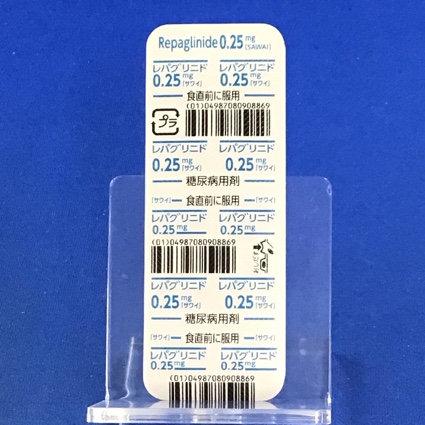 Repaglinide 0.25 mg [SAWAI]
レパグリニド レパグリニド
0.25 mg [サワイ] 0.25 mg [サワイ]
食直前に服用
(01)04987080908869
プラ
レパグリニド レパグリニド
0.25 mg [サワイ] 0.25 mg [サワイ]
糖尿病用剤
[サワイ] 食直前に服用 [サワイ]
レパグリニド レパグリニド
0.25 mg 0.25 mg
(01)04987080908869
レパグリニド レパグリニド
0.25 mg [サワイ] 0.25 mg [サワイ]
糖尿病用剤
[サワイ] 食直前に服用 [サワイ]
レパグリニド レパグリニド
0.25 mg 0.25 mg
(01)04987080908869